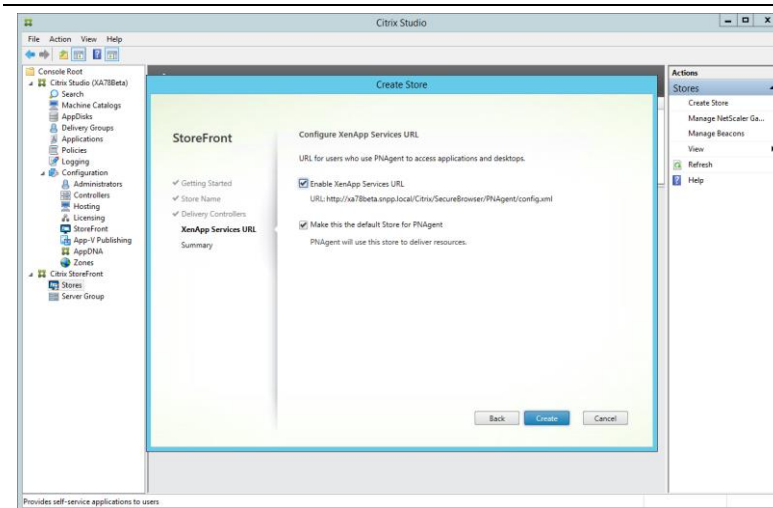 Citrix Studio
File Action View Help
Console Root
Citrix Studio (XA78Beta)
Search
Machine Catalogs
AppDisks
Delivery Groups
Applications
Policies
Logging
Configuration
Administrators
Controllers
Hosting
Licensing
StoreFront
App-V Publishing
AppDNA
Zones
Citrix StoreFront
Stores
Server Group
Create Store
StoreFront
Getting Started
Store Name
Delivery Controllers
XenApp Services URL
Summary
Configure XenApp Services URL
URL for users who use PNAgent to access applications and desktops.
Enable XenApp Services URL
URL: http://xa78beta.snpp.local/Citrix/SecureBrowser/PNAgent/config.xml
Make this the default Store for PNAgent
PNAgent will use this store to deliver resources.
Back Create Cancel
Actions
Stores
Create Store
Manage NetScaler Ga...
Manage Beacons
View
Refresh
Help
Provides self-service applications to users